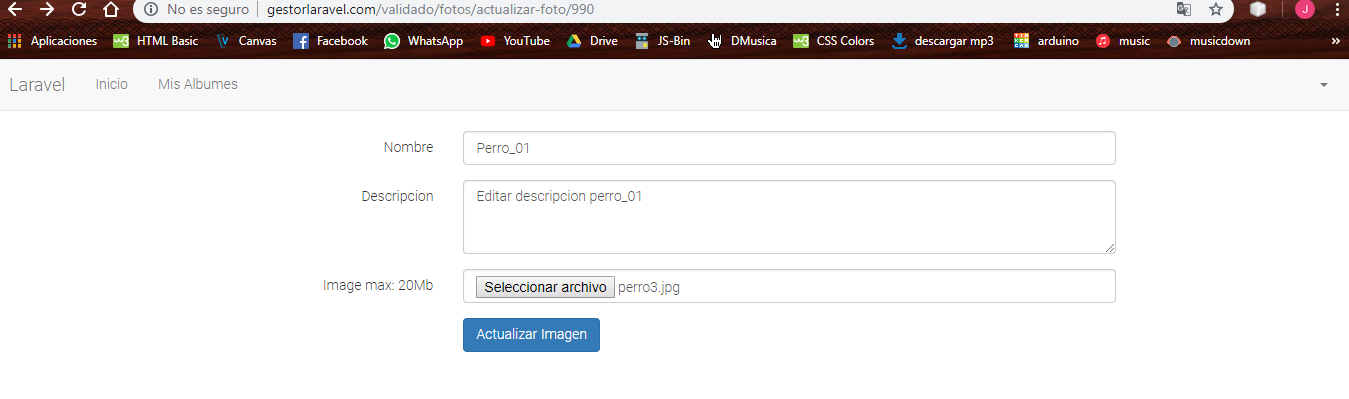 No es seguro | gestorlaravel.com/validado/fotos/actualizar-foto/990
J
Aplicaciones HTML Basic Canvas Facebook WhatsApp YouTube Drive JS-Bin DMusica CSS Colors descargar mp3 arduino music musicdown »
Laravel Inicio Mis Albumes
Nombre Perro_01
Descripcion Editar descripcion perro_01
Image max: 20Mb Seleccionar archivo perro3.jpg
Actualizar Imagen